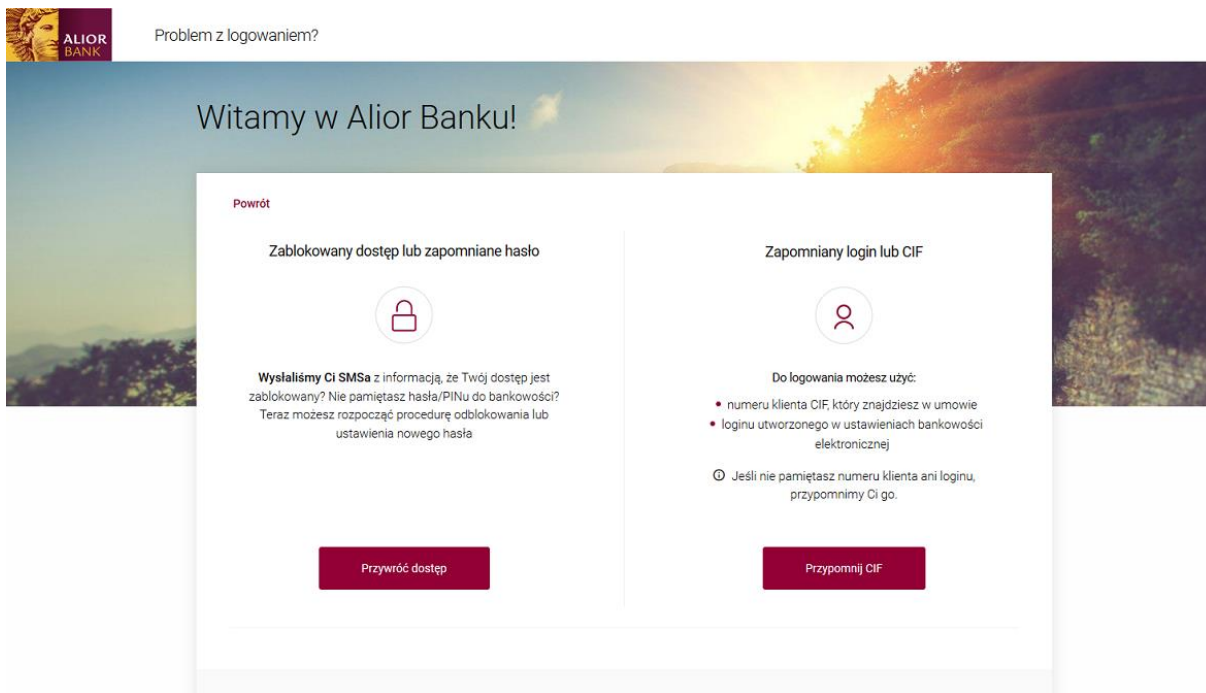 ALIOR
BANK
Problem z logowaniem?
Witamy w Alior Banku!
Powrót
Zablokowany dostęp lub zapomniane hasło
Wysłaliśmy Ci SMSa z informacją, że Twój dostęp jest
zablokowany? Nie pamiętasz hasła/PINu do bankowości?
Teraz możesz rozpocząć procedurę odblokowania lub
ustawienia nowego hasła
Przywróć dostęp
Zapomniany login lub CIF
Do logowania możesz użyć:
• numeru klienta CIF, który znajdziesz w umowie
• loginu utworzonego w ustawieniach bankowości
elektronicznej
Jeśli nie pamiętasz numeru klienta ani loginu,
przypomnimy Ci go.
Przypomnij CIF